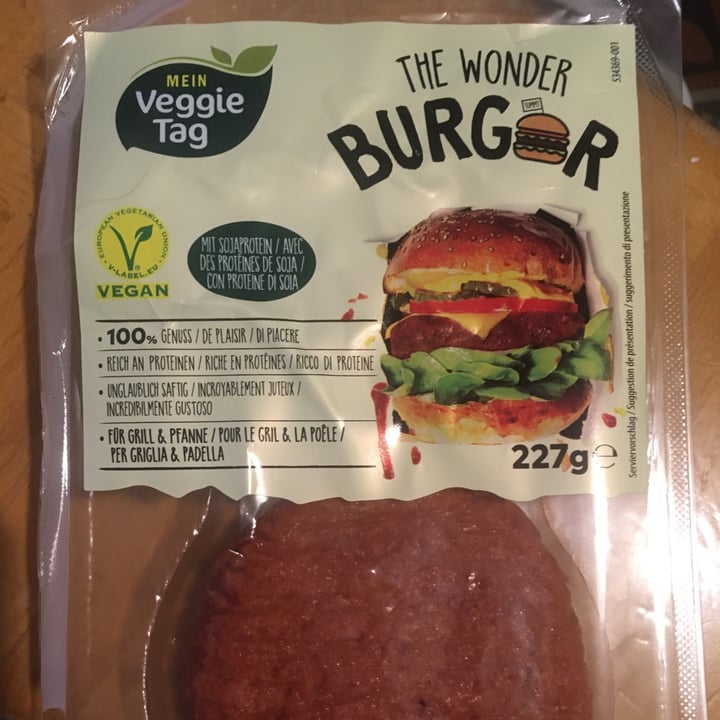 MEIN
Veggie
Tag
THE WONDER
BURGER
YUMMY!
534369-001
EUROPEAN VEGETARIAN UNION
V-LABEL.EU
VEGAN
MIT SOJAPROTEIN / AVEC
DES PROTÉINES DE SOJA /
CON PROTEINE DI SOIA
• 100% GENUSS / DE PLAISIR / DI PIACERE
• REICH AN PROTEINEN / RICHE EN PROTÉINES / RICCO DI PROTEINE
• UNGLAUBLICH SAFTIG / INCROYABLEMENT JUTEUX /
INCREDIBILMENTE GUSTOSO
• FÜR GRILL & PFANNE / POUR LE GRIL & LA POÊLE /
PER GRIGLIA & PADELLA
227g e
Serviervorschlag / Suggestion de présentation / suggerimento di presentazione